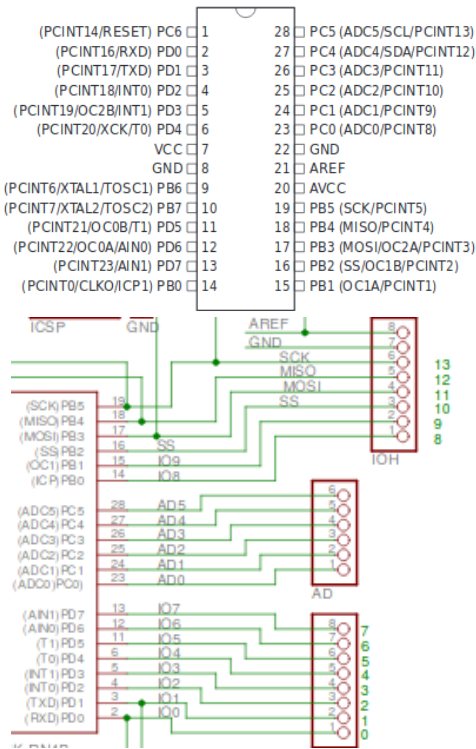 (PCINT14/RESET) PC6 1 28 PC5 (ADC5/SCL/PCINT13)
(PCINT16/RXD) PD0 2 27 PC4 (ADC4/SDA/PCINT12)
(PCINT17/TXD) PD1 3 26 PC3 (ADC3/PCINT11)
(PCINT18/INT0) PD2 4 25 PC2 (ADC2/PCINT10)
(PCINT19/OC2B/INT1) PD3 5 24 PC1 (ADC1/PCINT9)
(PCINT20/XCK/T0) PD4 6 23 PC0 (ADC0/PCINT8)
VCC 7 22 GND
GND 8 21 AREF
(PCINT6/XTAL1/TOSC1) PB6 9 20 AVCC
(PCINT7/XTAL2/TOSC2) PB7 10 19 PB5 (SCK/PCINT5)
(PCINT21/OC0B/T1) PD5 11 18 PB4 (MISO/PCINT4)
(PCINT22/OC0A/AIN0) PD6 12 17 PB3 (MOSI/OC2A/PCINT3)
(PCINT23/AIN1) PD7 13 16 PB2 (SS/OC1B/PCINT2)
(PCINT0/CLKO/ICP1) PB0 14 15 PB1 (OC1A/PCINT1)
ICSP GND AREF 8
GND 7
SCK 6 13
MISO 5 12
MOSI 4 11
SS 3 10
2 9
1 8
IOH
(SCK)PB5 19
(MISO)PB4 18
(MOSI)PB3 17
(SS)PB2 16 SS
(OC1)PB1 15 IO9
(ICP)PB0 14 IO8
(ADC5)PC5 28 AD5 6
(ADC4)PC4 27 AD4 5
(ADC3)PC3 26 AD3 4
(ADC2)PC2 25 AD2 3
(ADC1)PC1 24 AD1 2
(ADC0)PC0 23 AD0 1
AD
(AIN1)PD7 13 IO7 8 7
(AIN0)PD6 12 IO6 7 6
(T1)PD5 11 IO5 6 5
(T0)PD4 6 IO4 5 4
(INT1)PD3 5 IO3 4 3
(INT0)PD2 4 IO2 3 2
(TXD)PD1 3 IO1 2 1
(RXD)PD0 2 IO0 1 0